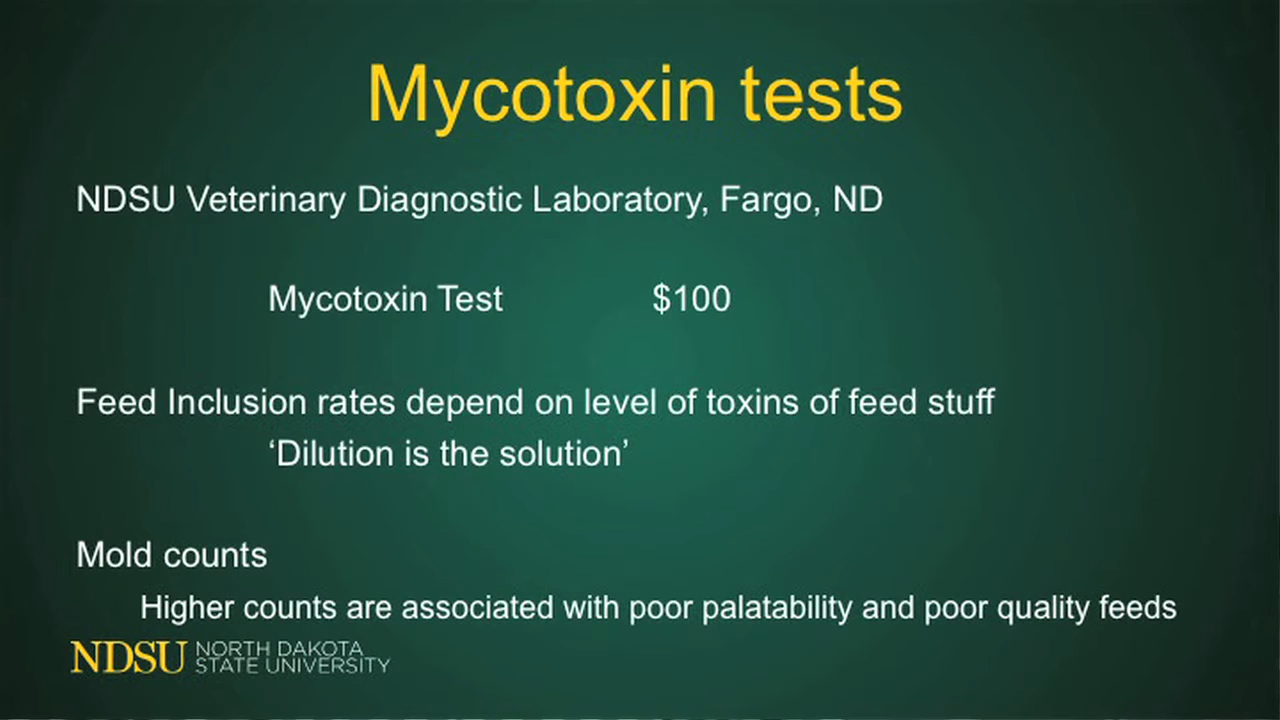 Mycotoxin tests
NDSU Veterinary Diagnostic Laboratory, Fargo, ND
Mycotoxin Test $100
Feed Inclusion rates depend on level of toxins of feed stuff
‘Dilution is the solution’
Mold counts
Higher counts are associated with poor palatability and poor quality feeds
NDSU NORTH DAKOTA
STATE UNIVERSITY